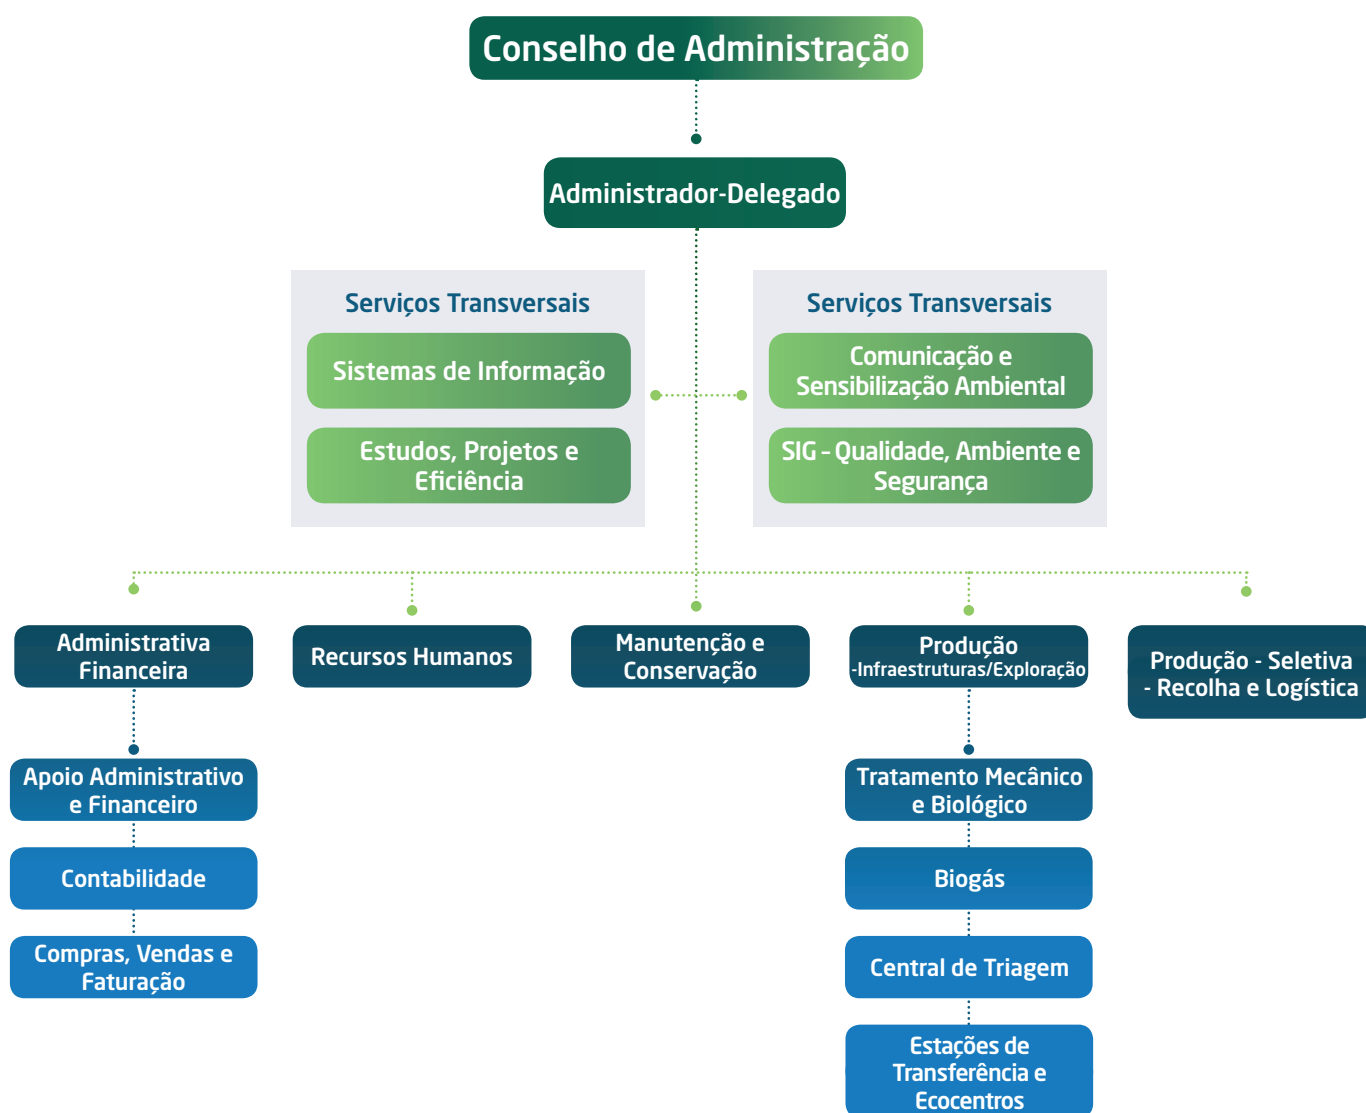 Conselho de Administração
Administrador-Delegado
Serviços Transversais
Sistemas de Informação
Estudos, Projetos e
Eficiência
Serviços Transversais
Comunicação e
Sensibilização Ambiental
SIG – Qualidade, Ambiente e
Segurança
Administrativa
Financeira
Recursos Humanos
Manutenção e
Conservação
Produção
-Infraestruturas/Exploração
Produção - Seletiva
- Recolha e Logística
Apoio Administrativo
e Financeiro
Contabilidade
Compras, Vendas e
Faturação
Tratamento Mecânico
e Biológico
Biogás
Central de Triagem
Estações de
Transferência e
Ecocentros